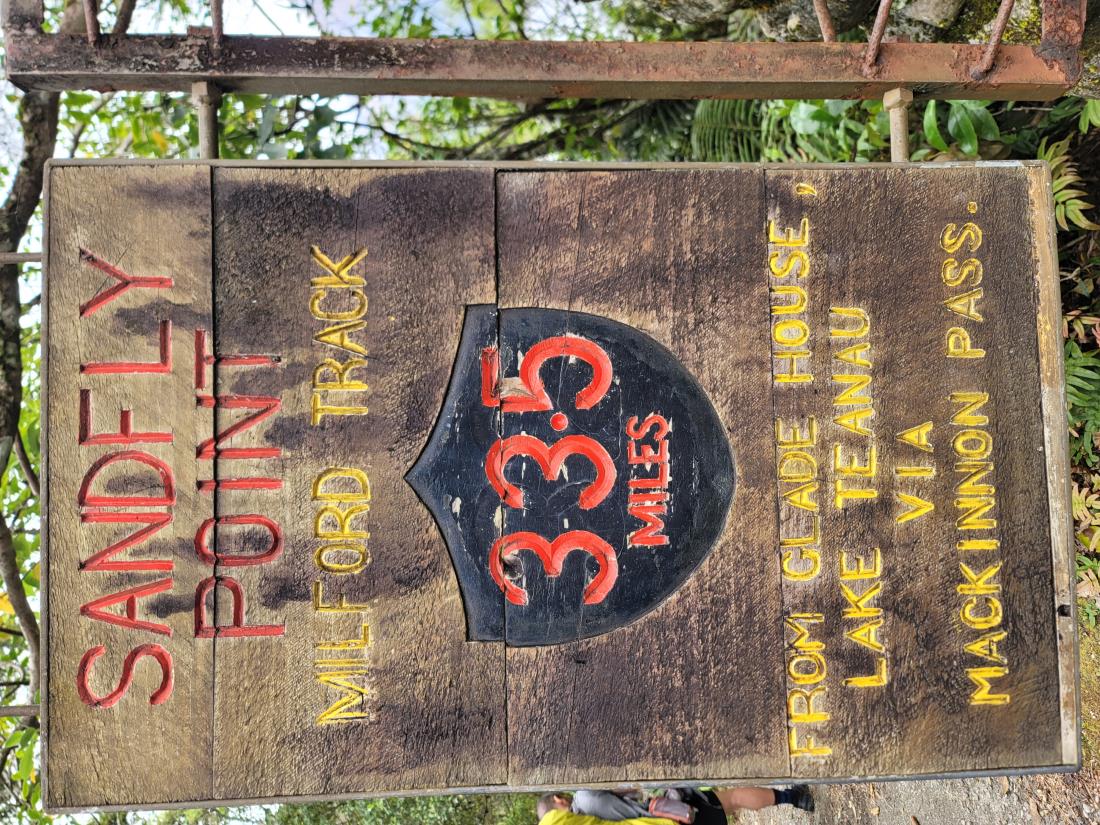 SANDFLY
POINT
MILFORD TRACK
33.5
MILES
FROM GLADE HOUSE,
LAKE TEANAU
VIA
MACKINNON PASS.